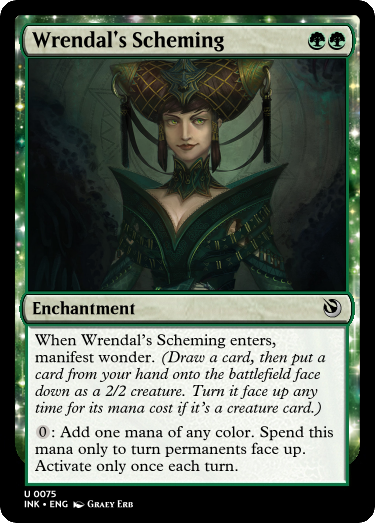 Wrendal's Scheming
Enchantment
When Wrendal's Scheming enters,
manifest wonder. (Draw a card, then put a
card from your hand onto the battlefield face
down as a 2/2 creature. Turn it face up any
time for its mana cost if it's a creature card.)
0: Add one mana of any color. Spend this
mana only to turn permanents face up.
Activate only once each turn.
U 0075
INK • ENG Graey Erb